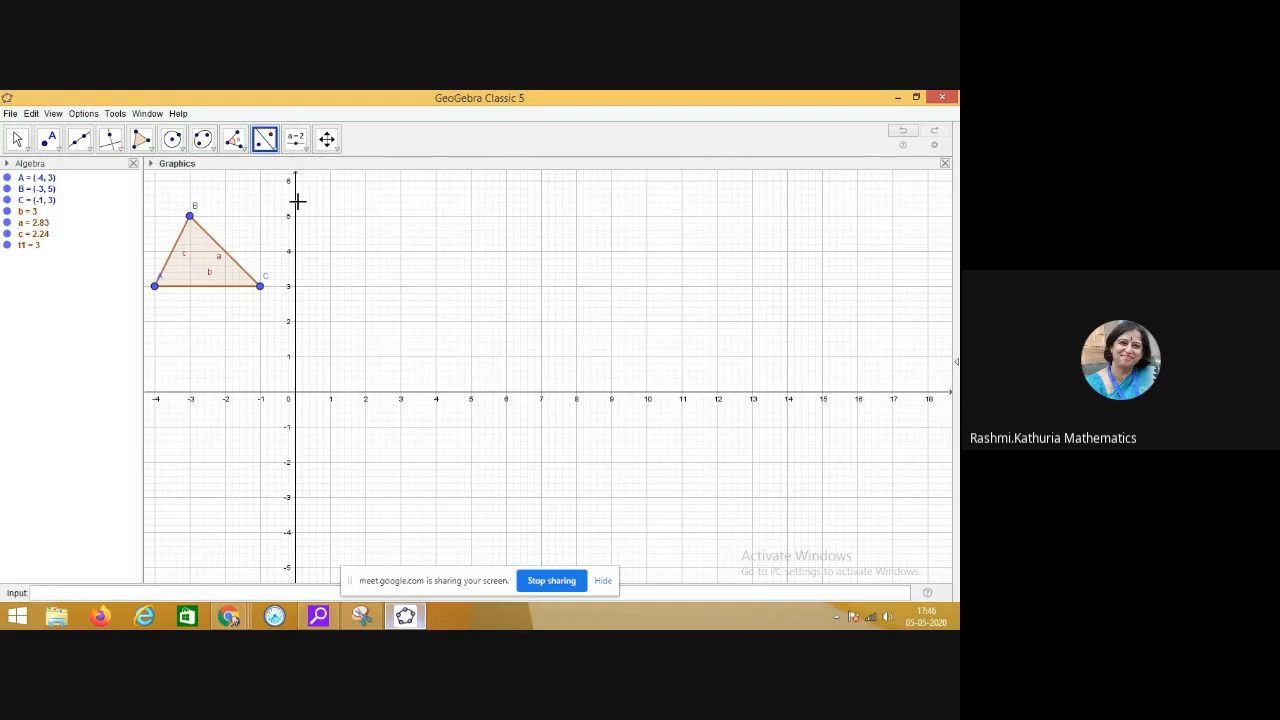 GeoGebra Classic 5
File Edit View Options Tools Window Help
A
a=2
Algebra
Graphics
A = (-4, 3)
B = (-3, 5)
C = (-1, 3)
b = 3
a = 2.83
c = 2.24
t1 = 3
B
c
a
b
A
C
6
5
4
3
2
1
-4 -3 -2 -1 0 1 2 3 4 5 6 7 8 9 10 11 12 13 14 15 16 17 18
-1
-2
-3
-4
-5
Activate Windows
Go to PC settings to activate Windows.
meet.google.com is sharing your screen.
Stop sharing
Hide
Input:
17:46
05-05-2020
Rashmi.Kathuria Mathematics